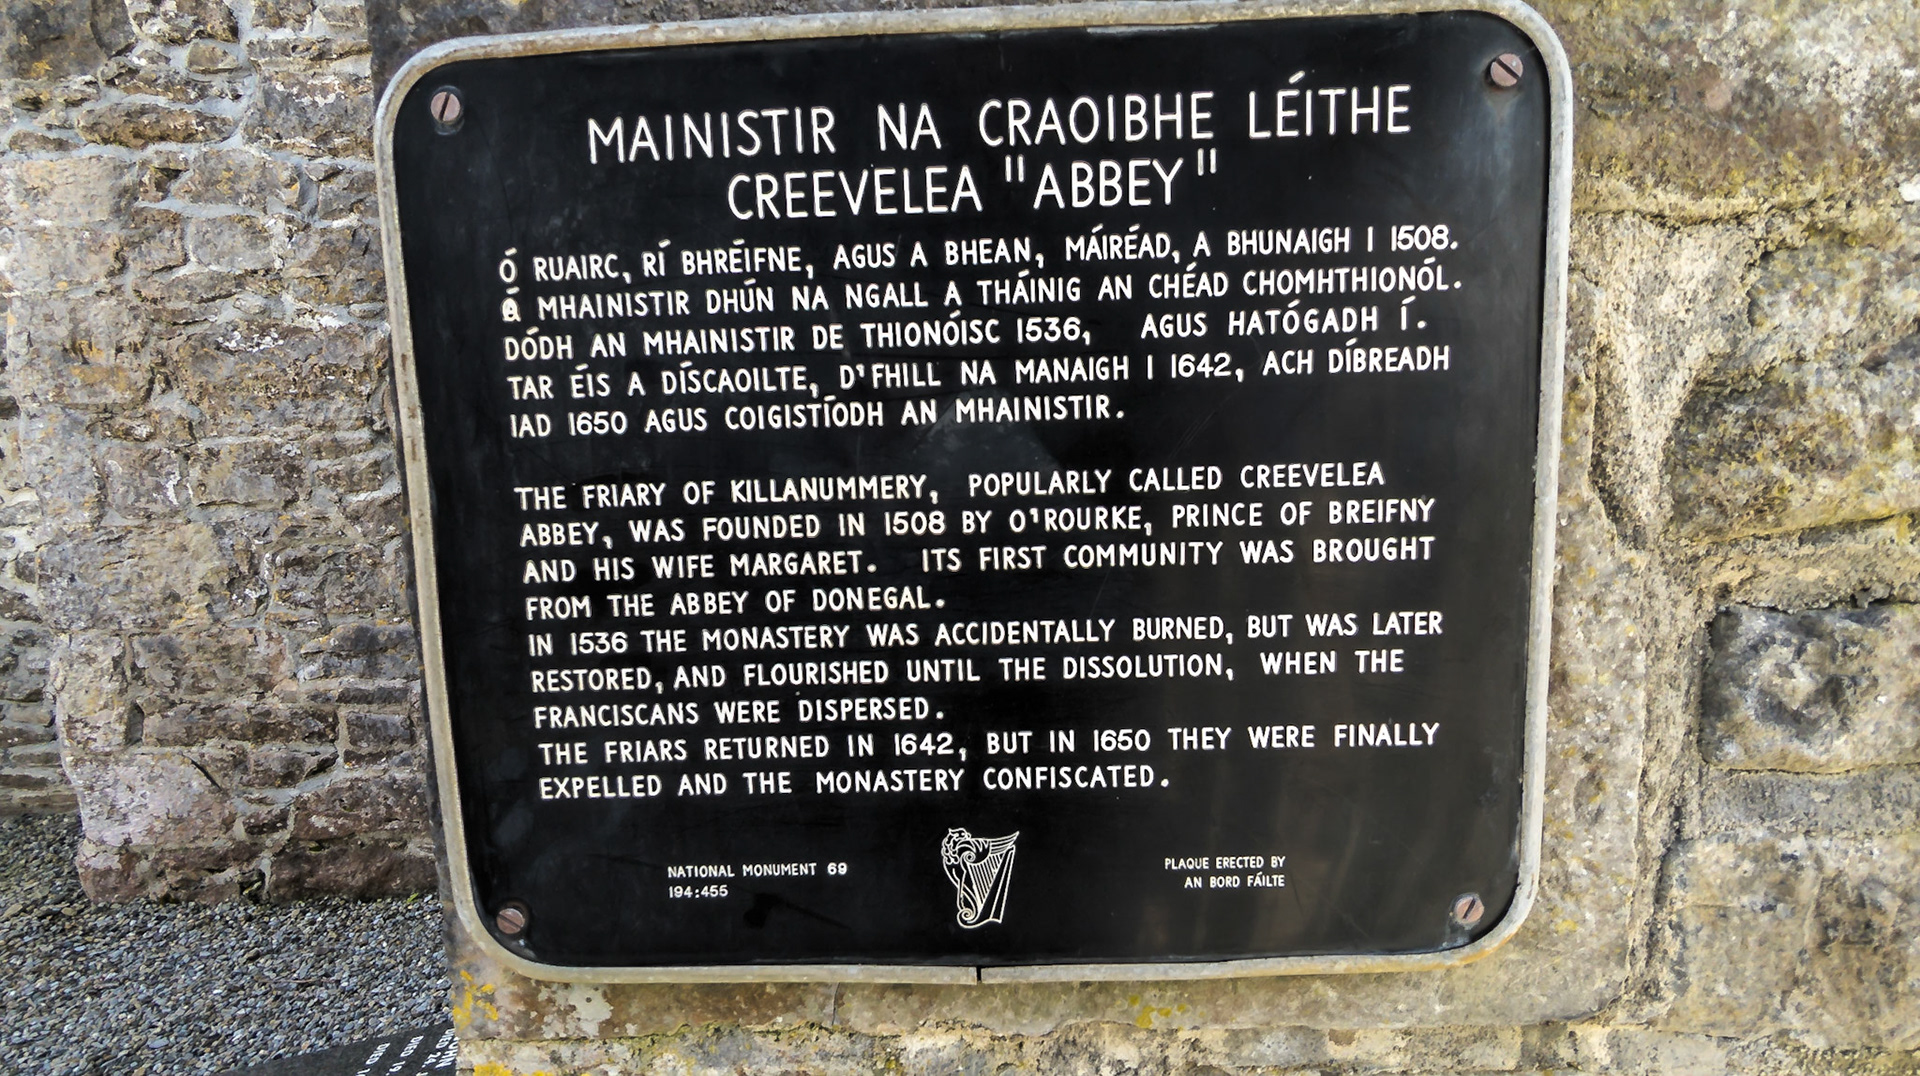 MAINISTIR NA CRAOIBHE LÉITHE
CREEVELEA "ABBEY"
Ó RUAIRC, RÍ BHRÉIFNE, AGUS A BHEAN, MÁIRÉAD, A BHUNAIGH I 1508.
Ó MHAINISTIR DHÚN NA NGALL A THÁINIG AN CHÉAD CHOMHTHIONÓL.
DÓDH AN MHAINISTIR DE THIONÓISC 1536, AGUS HATÓGADH Í.
TAR ÉIS A DÍSCAOILTE, D'FHILL NA MANAIGH I 1642, ACH DÍBREADH
IAD 1650 AGUS COIGISTÍODH AN MHAINISTIR.
THE FRIARY OF KILLANUMMERY, POPULARLY CALLED CREEVELEA
ABBEY, WAS FOUNDED IN 1508 BY O'ROURKE, PRINCE OF BREIFNY
AND HIS WIFE MARGARET. ITS FIRST COMMUNITY WAS BROUGHT
FROM THE ABBEY OF DONEGAL.
IN 1536 THE MONASTERY WAS ACCIDENTALLY BURNED, BUT WAS LATER
RESTORED, AND FLOURISHED UNTIL THE DISSOLUTION, WHEN THE
FRANCISCANS WERE DISPERSED.
THE FRIARS RETURNED IN 1642, BUT IN 1650 THEY WERE FINALLY
EXPELLED AND THE MONASTERY CONFISCATED.
NATIONAL MONUMENT 69
194:455
PLAQUE ERECTED BY
AN BORD FÁILTE